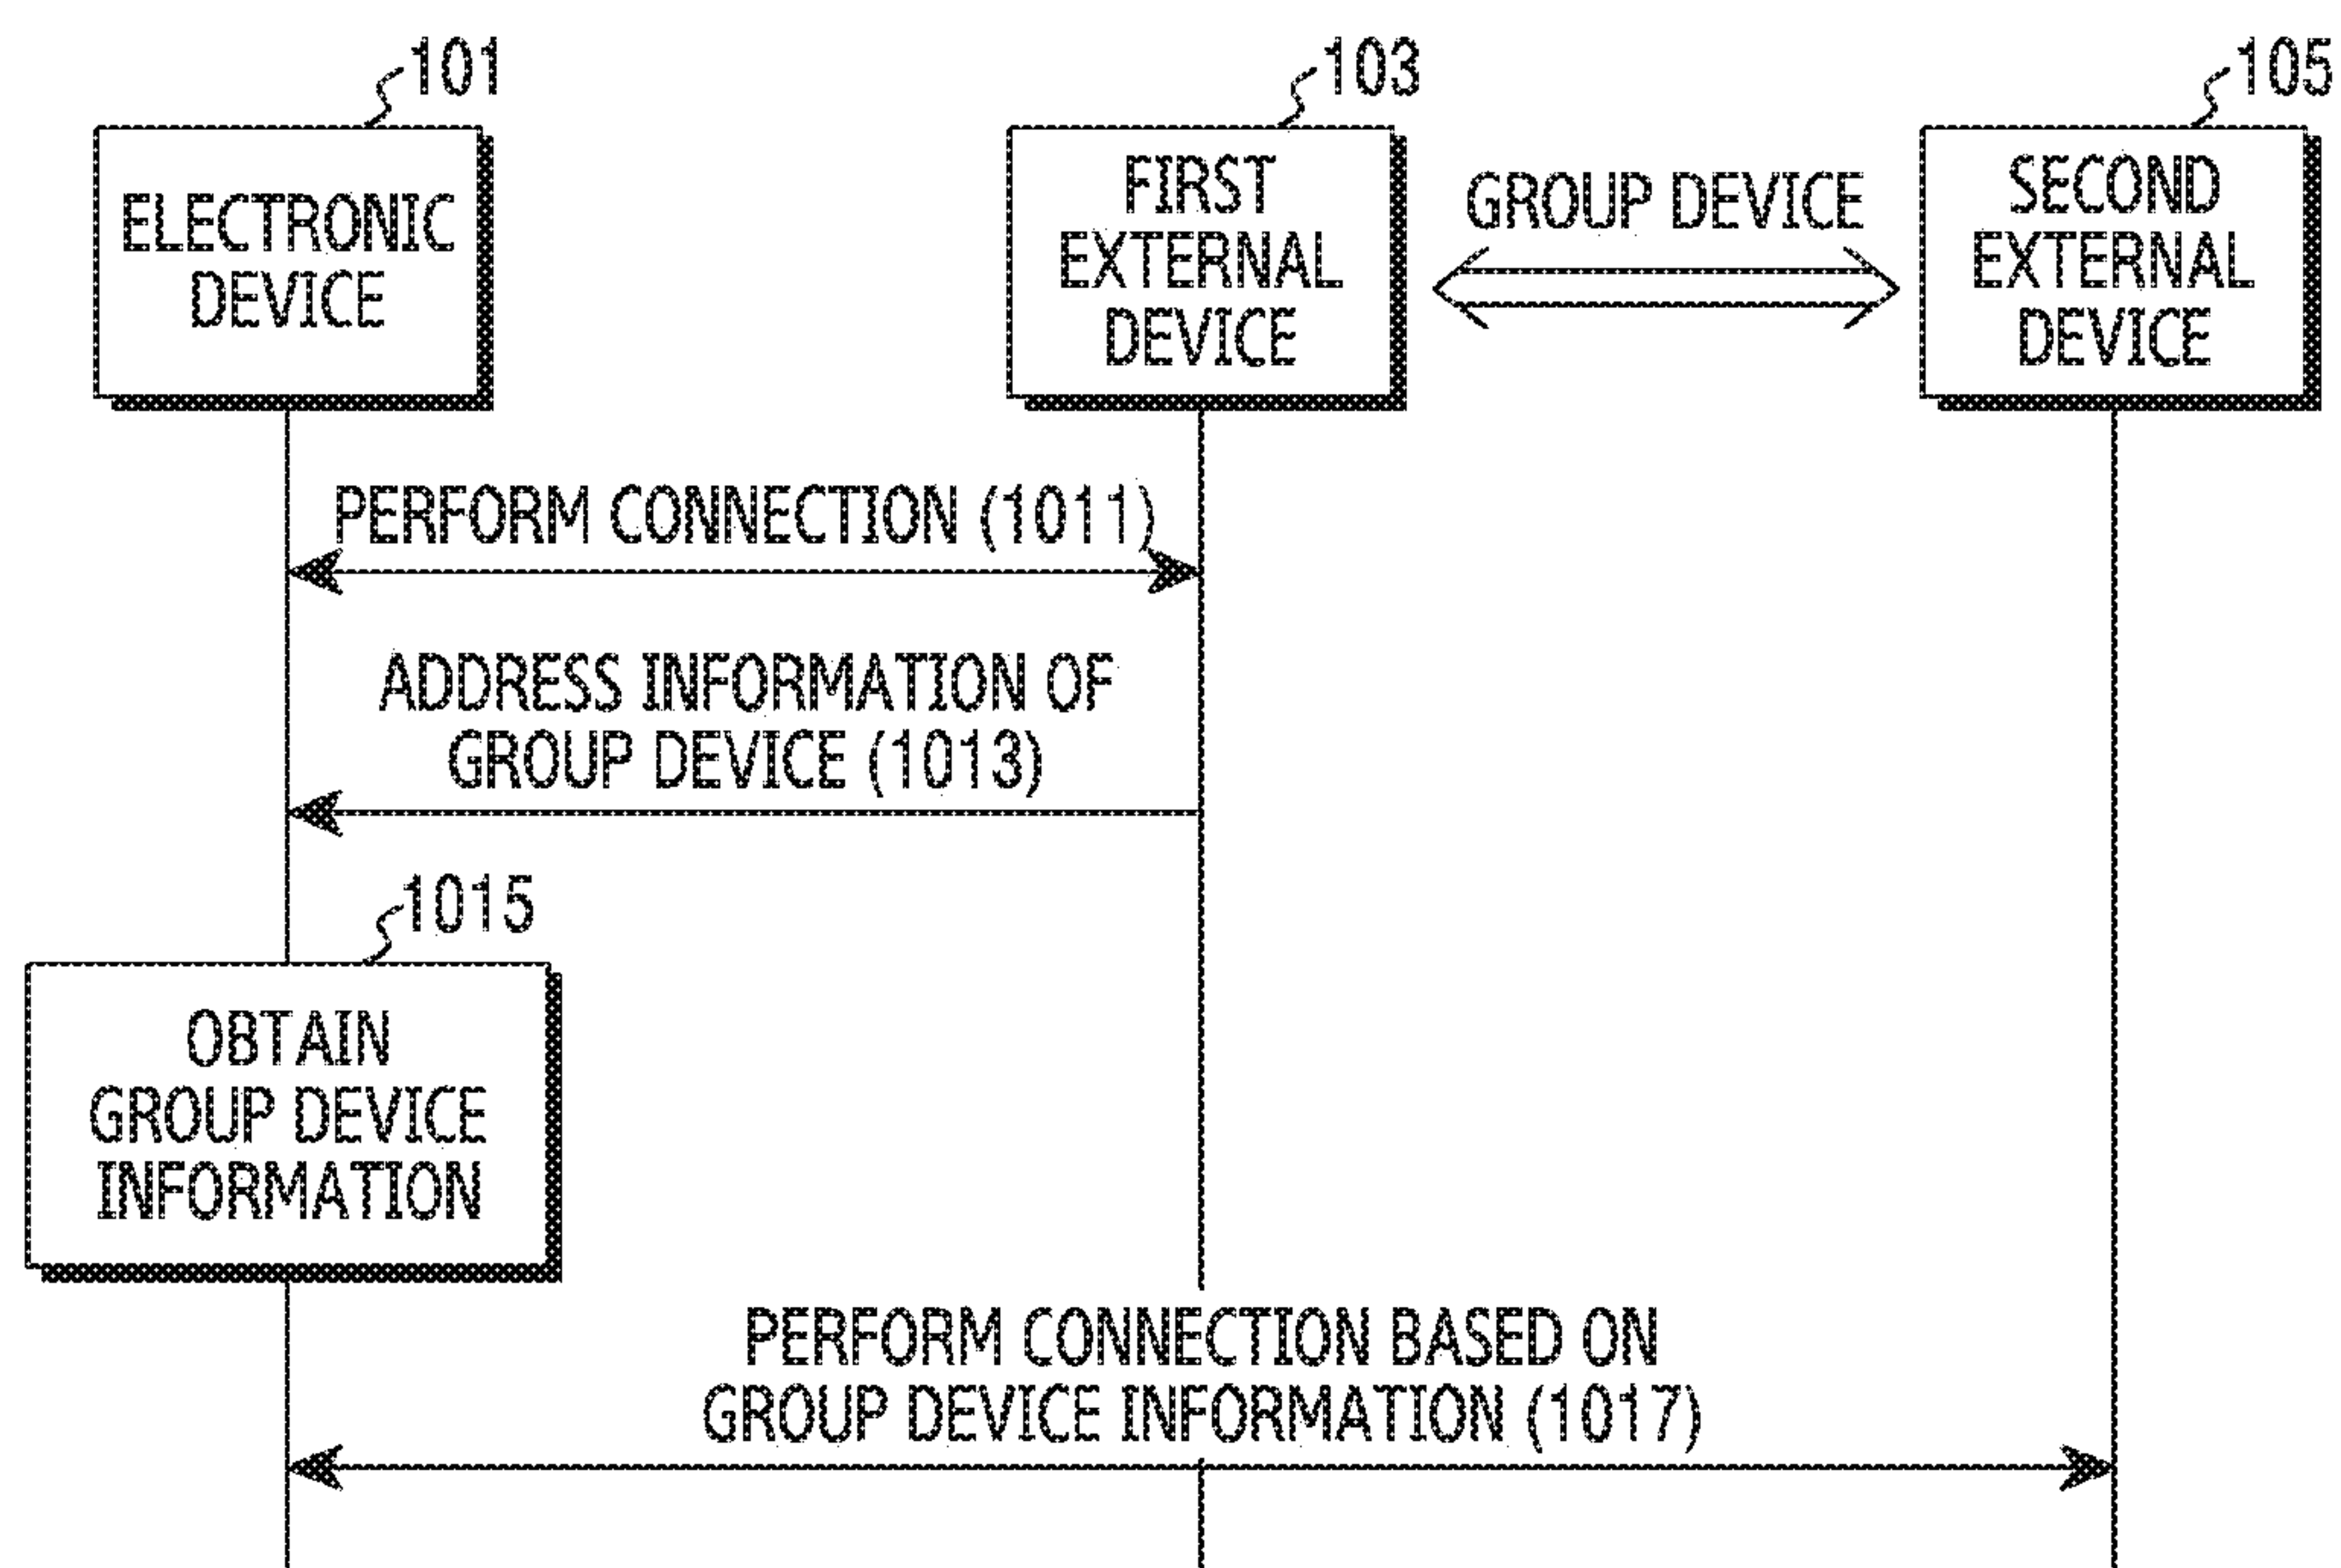 101
103
105
ELECTRONIC
DEVICE
FIRST
EXTERNAL
DEVICE
GROUP DEVICE
SECOND
EXTERNAL
DEVICE
PERFORM CONNECTION (1011)
ADDRESS INFORMATION OF
GROUP DEVICE (1013)
1015
OBTAIN
GROUP DEVICE
INFORMATION
PERFORM CONNECTION BASED ON
GROUP DEVICE INFORMATION (1017)